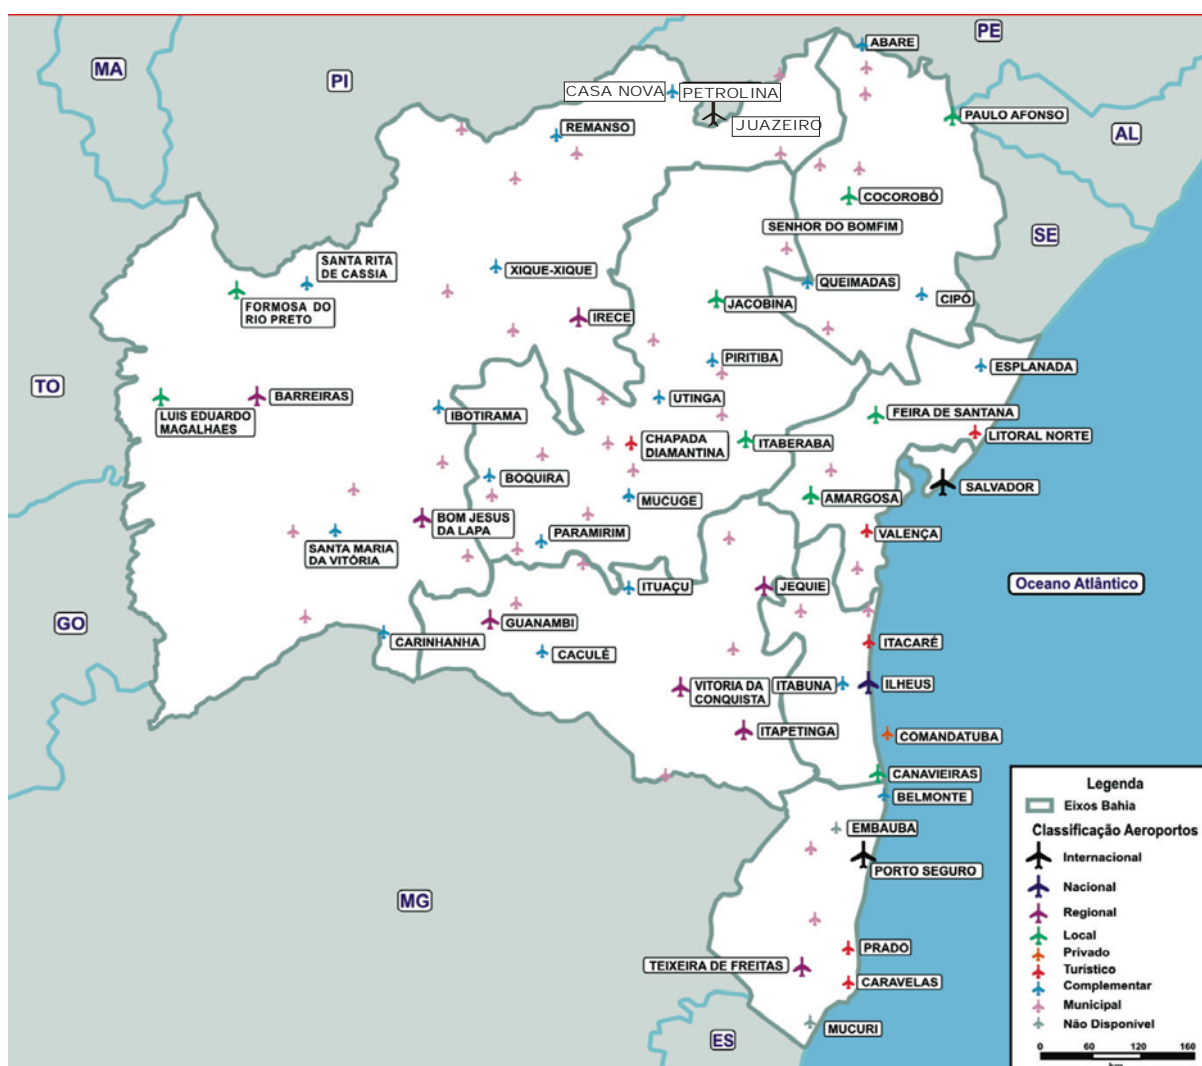 PE
ABARE
MA
PI
CASA NOVA
PETROLINA
PAULO AFONSO
JUAZEIRO
REMANSO
AL
COCOROBÓ
SENHOR DO BOMFIM
SE
SANTA RITA
DE CASSIA
XIQUE-XIQUE
QUEIMADAS
CIPÓ
FORMOSA DO
RIO PRETO
JACOBINA
IRECE
PIRITIBA
ESPLANADA
TO
BARREIRAS
UTINGA
LUIS EDUARDO
MAGALHAES
IBOTIRAMA
FEIRA DE SANTANA
LITORAL NORTE
CHAPADA
DIAMANTINA
ITABERABA
BOQUIRA
SALVADOR
MUCUGE
AMARGOSA
BOM JESUS
DA LAPA
PARAMIRIM
VALENÇA
SANTA MARIA
DA VITÓRIA
ITUAÇU
JEQUIE
Oceano Atlântico
GO
GUANAMBI
CARINHANHA
ITACARÉ
CACULÉ
VITORIA DA
CONQUISTA
ITABUNA
ILHEUS
ITAPETINGA
COMANDATUBA
CANAVIEIRAS
BELMONTE
EMBAUBA
PORTO SEGURO
MG
PRADO
TEIXEIRA DE FREITAS
CARAVELAS
MUCURI
ES
Legenda
Eixos Bahia
Classificação Aeroportos
Internacional
Nacional
Regional
Local
Privado
Turístico
Complementar
Municipal
Não Disponível
0 60 120 160